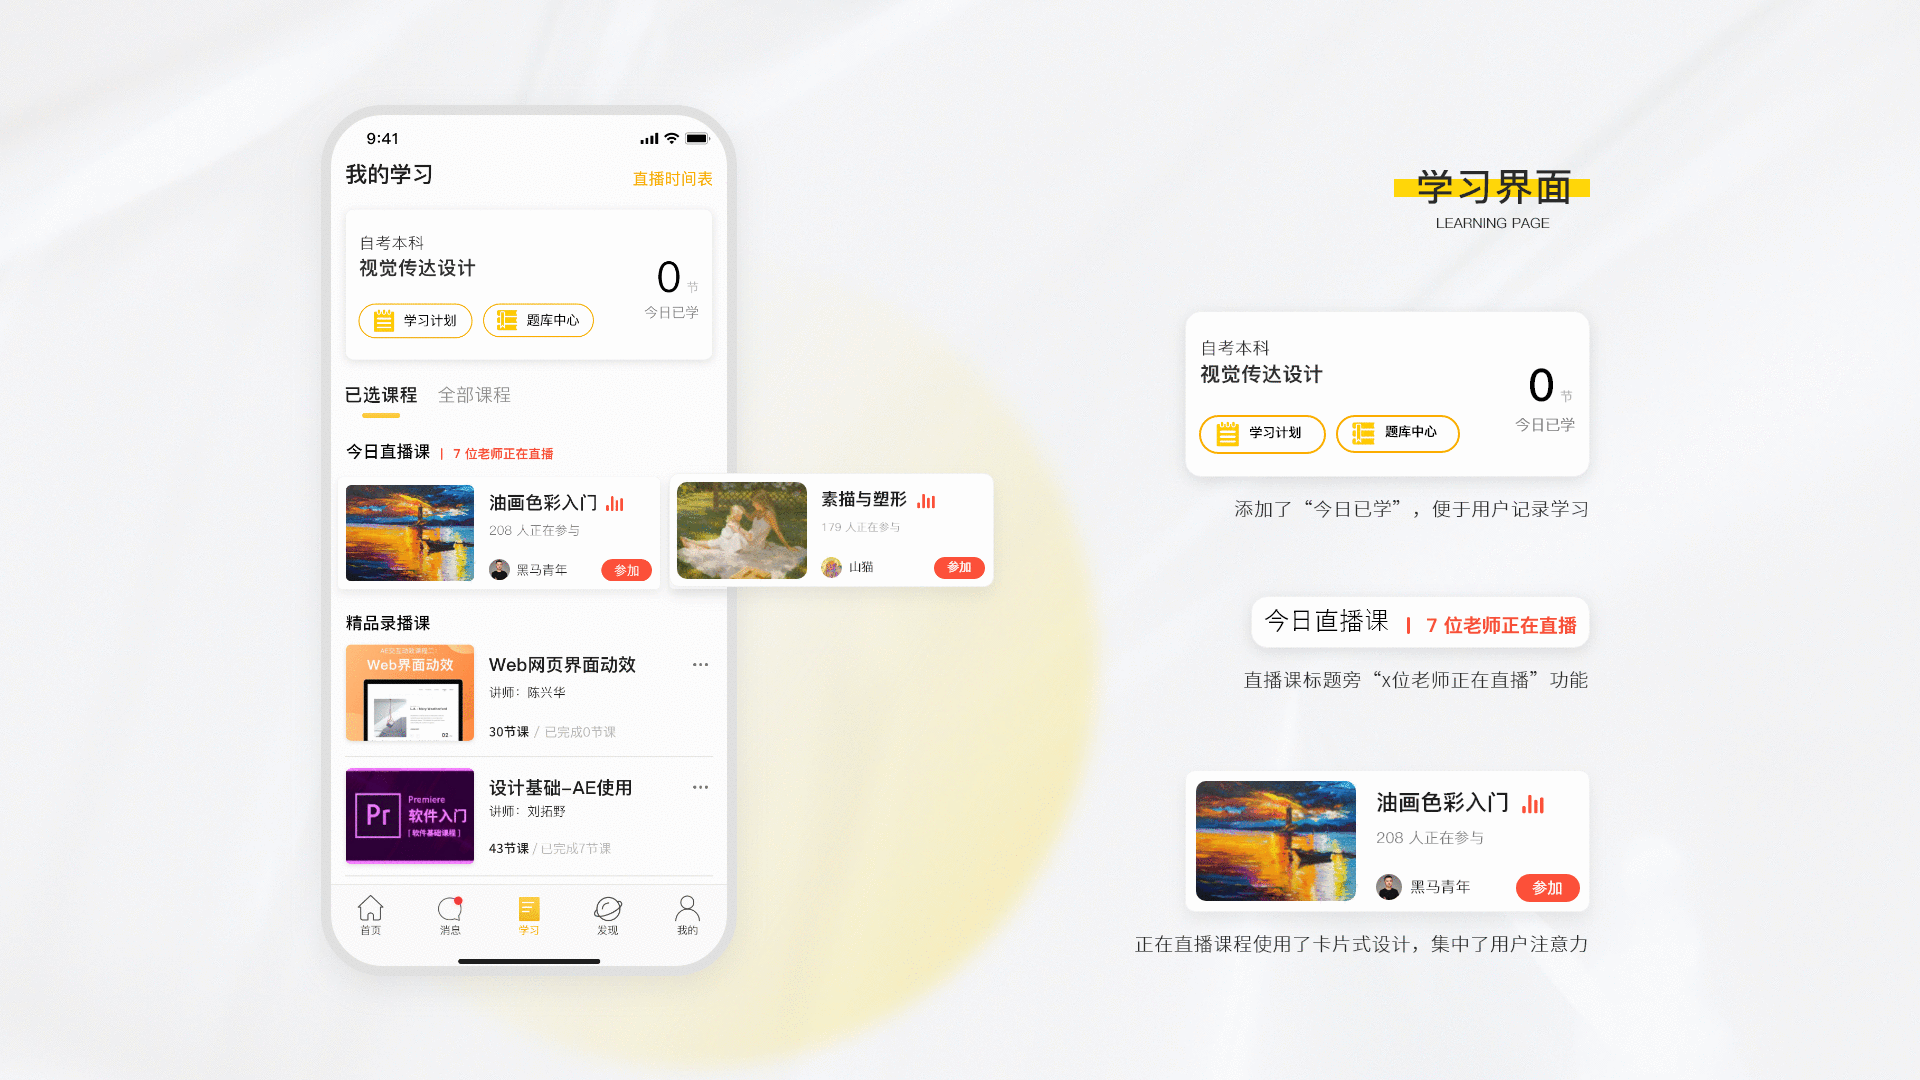 9:41
我的学习
直播时间表
自考本科
视觉传达设计
0 节
今日已学
学习计划
题库中心
已选课程
全部课程
今日直播课 | 7 位老师正在直播
油画色彩入门
208 人正在参与
黑马青年
参加
素描与塑形
179 人正在参与
山猫
参加
精品录播课
Web界面动效
Web网页界面动效
讲师：陈兴华
30节课 / 已完成0节课
Pr
Premiere
软件入门
[ 软件基础课程 ]
设计基础-AE使用
讲师：刘拓野
43节课 / 已完成7节课
首页
消息
学习
发现
我的
学习界面
LEARNING PAGE
自考本科
视觉传达设计
0 节
今日已学
学习计划
题库中心
添加了“今日已学”，便于用户记录学习
今日直播课 | 7 位老师正在直播
直播课标题旁“x位老师正在直播”功能
油画色彩入门
208 人正在参与
黑马青年
参加
正在直播课程使用了卡片式设计，集中了用户注意力